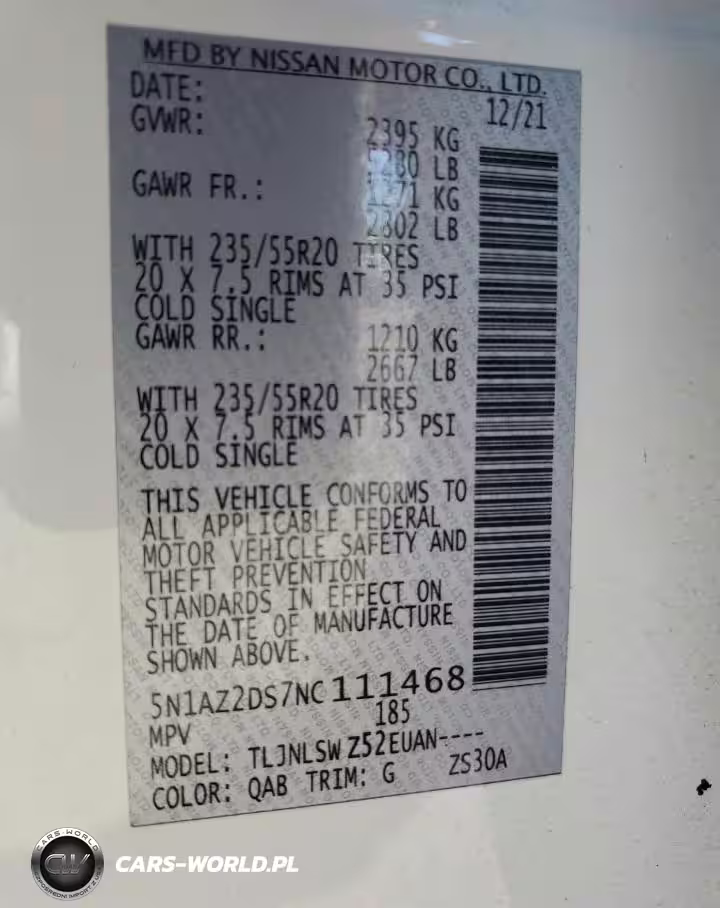 MFD BY NISSAN MOTOR CO., LTD.
DATE: 12/21
GVWR: 2395 KG
5280 LB
GAWR FR.: 1271 KG
2802 LB
WITH 235/55R20 TIRES
20 X 7.5 RIMS AT 35 PSI
COLD SINGLE
GAWR RR.: 1210 KG
2667 LB
WITH 235/55R20 TIRES
20 X 7.5 RIMS AT 35 PSI
COLD SINGLE
THIS VEHICLE CONFORMS TO
ALL APPLICABLE FEDERAL
MOTOR VEHICLE SAFETY AND
THEFT PREVENTION
STANDARDS IN EFFECT ON
THE DATE OF MANUFACTURE
SHOWN ABOVE.
5N1AZ2DS7NC111468
MPV 185
MODEL: TLJNLSWZ52EUAN----
COLOR: QAB TRIM: G ZS30A
CARS-WORLD
CW
CARS-WORLD.PL